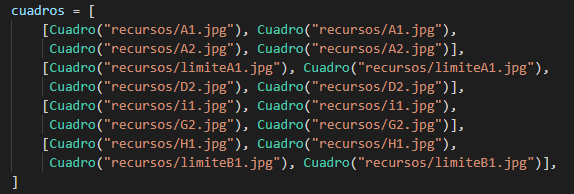 cuadros = [
[Cuadro("recursos/A1.jpg"), Cuadro("recursos/A1.jpg"),
Cuadro("recursos/A2.jpg"), Cuadro("recursos/A2.jpg")],
[Cuadro("recursos/limiteA1.jpg"), Cuadro("recursos/limiteA1.jpg"),
Cuadro("recursos/D2.jpg"), Cuadro("recursos/D2.jpg")],
[Cuadro("recursos/i1.jpg"), Cuadro("recursos/i1.jpg"),
Cuadro("recursos/G2.jpg"), Cuadro("recursos/G2.jpg")],
[Cuadro("recursos/H1.jpg"), Cuadro("recursos/H1.jpg"),
Cuadro("recursos/limiteB1.jpg"), Cuadro("recursos/limiteB1.jpg")],
]